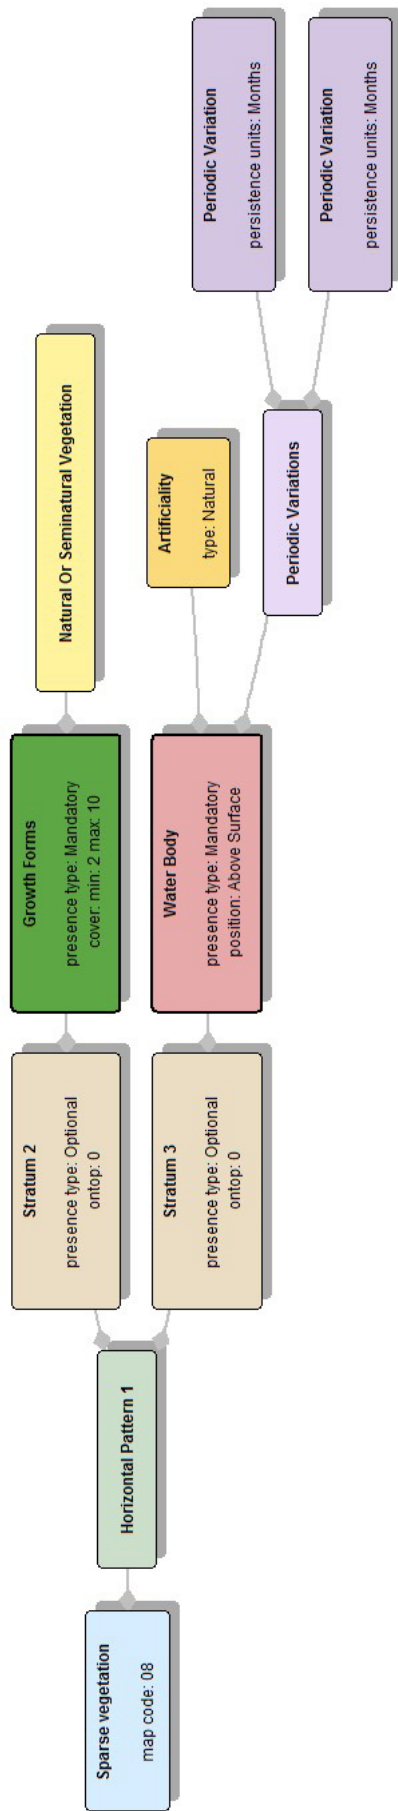 Sparse vegetation
map code: 08
Horizontal Pattern 1
Stratum 2
presence type: Optional
ontop: 0
Growth Forms
presence type: Mandatory
cover: min: 2 max: 10
Natural Or Seminatural Vegetation
Stratum 3
presence type: Optional
ontop: 0
Water Body
presence type: Mandatory
position: Above Surface
Artificiality
type: Natural
Periodic Variations
Periodic Variation
persistence units: Months
Periodic Variation
persistence units: Months